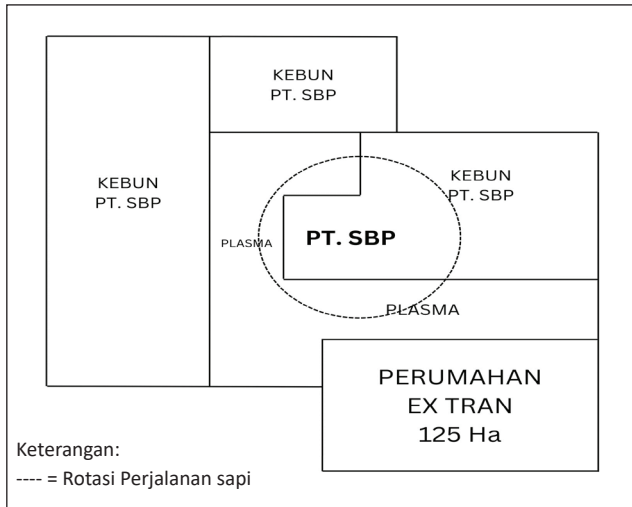 KEBUN
PT. SBP
KEBUN
PT. SBP
KEBUN
PT. SBP
PLASMA
PT. SBP
PLASMA
PERUMAHAN
EX TRAN
125 Ha
Keterangan:
---- = Rotasi Perjalanan sapi